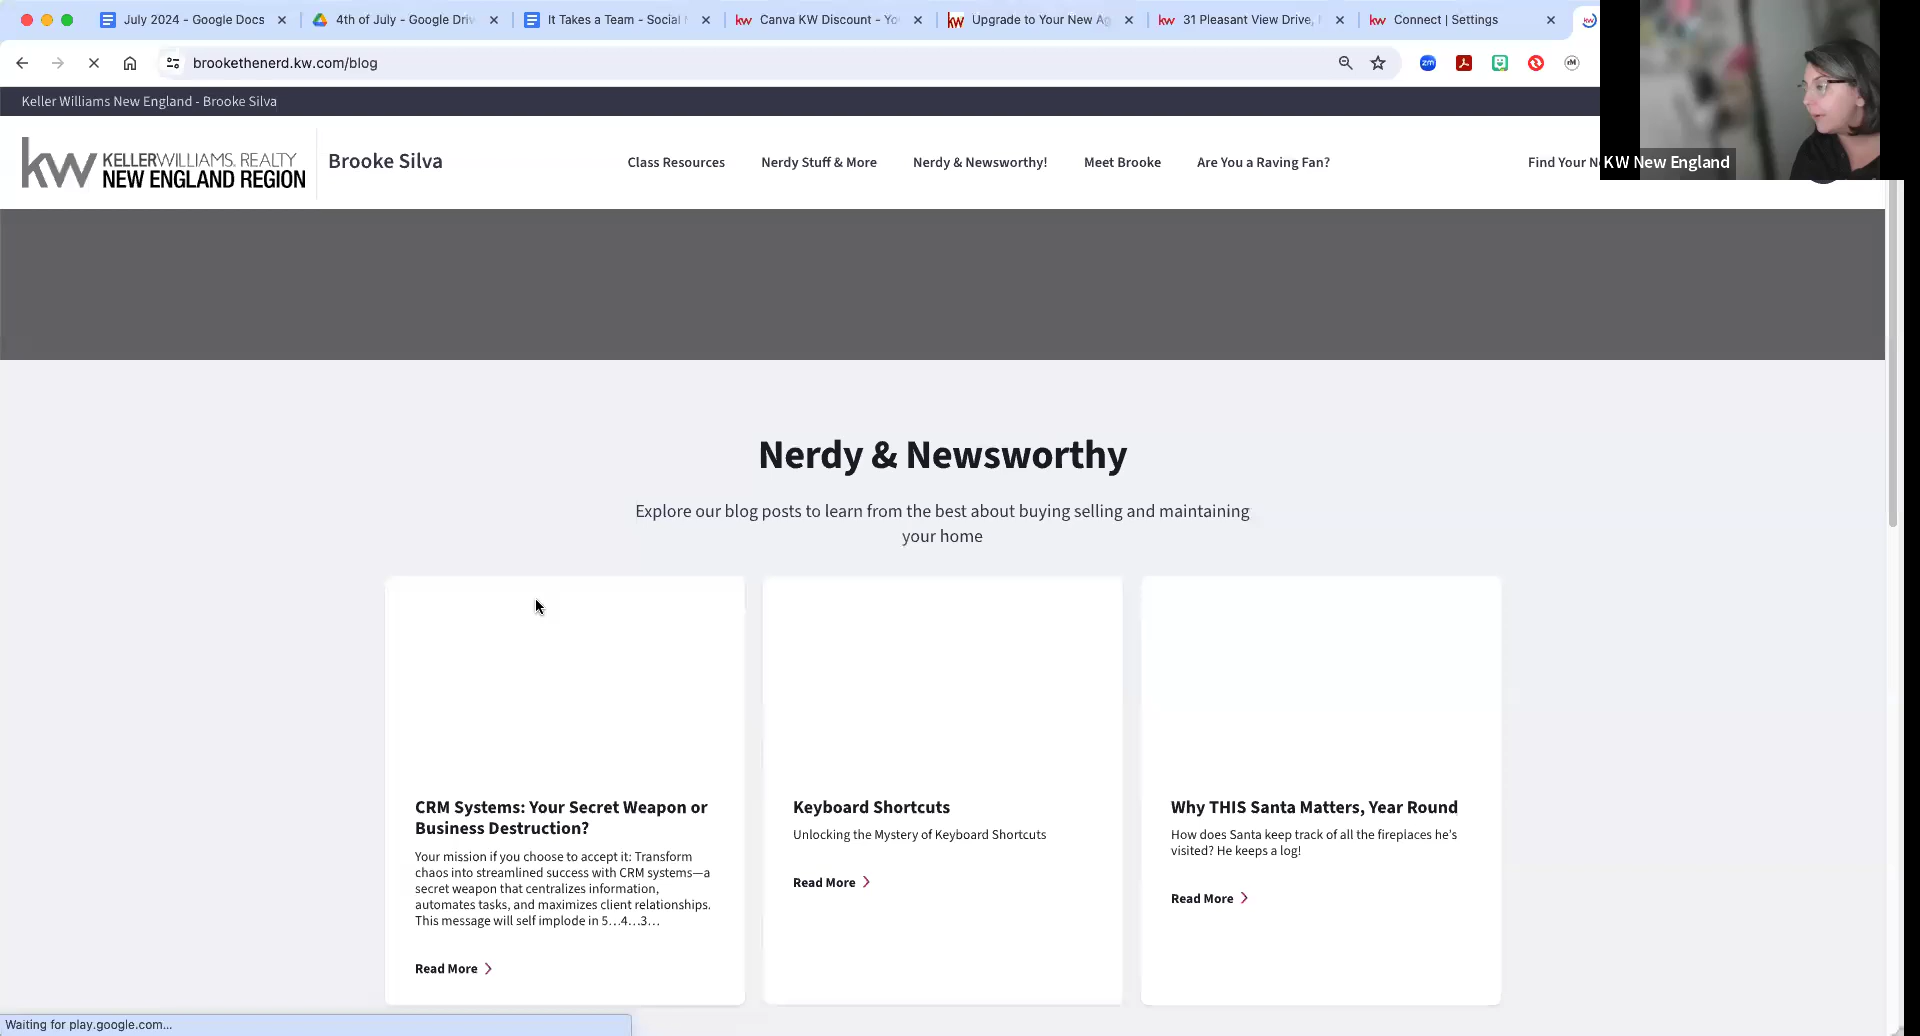 July 2024 - Google Docs
4th of July - Google Driv
It Takes a Team - Social
Canva KW Discount - Yo
Upgrade to Your New Ag
31 Pleasant View Drive,
Connect | Settings
brookethenerd.kw.com/blog
Keller Williams New England - Brooke Silva
kw KELLERWILLIAMS. REALTY
NEW ENGLAND REGION
Brooke Silva
Class Resources
Nerdy Stuff & More
Nerdy & Newsworthy!
Meet Brooke
Are You a Raving Fan?
Find Your N
KW New England
Nerdy & Newsworthy
Explore our blog posts to learn from the best about buying selling and maintaining
your home
CRM Systems: Your Secret Weapon or
Business Destruction?
Your mission if you choose to accept it: Transform
chaos into streamlined success with CRM systems—a
secret weapon that centralizes information,
automates tasks, and maximizes client relationships.
This message will self implode in 5...4...3...
Read More
Keyboard Shortcuts
Unlocking the Mystery of Keyboard Shortcuts
Read More
Why THIS Santa Matters, Year Round
How does Santa keep track of all the fireplaces he's
visited? He keeps a log!
Read More
Waiting for play.google.com...